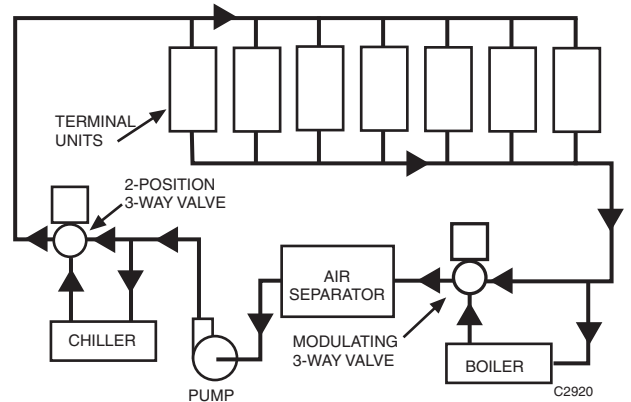 TERMINAL
UNITS
2-POSITION
3-WAY VALVE
AIR
SEPARATOR
CHILLER
MODULATING
3-WAY VALVE
BOILER
PUMP
C2920